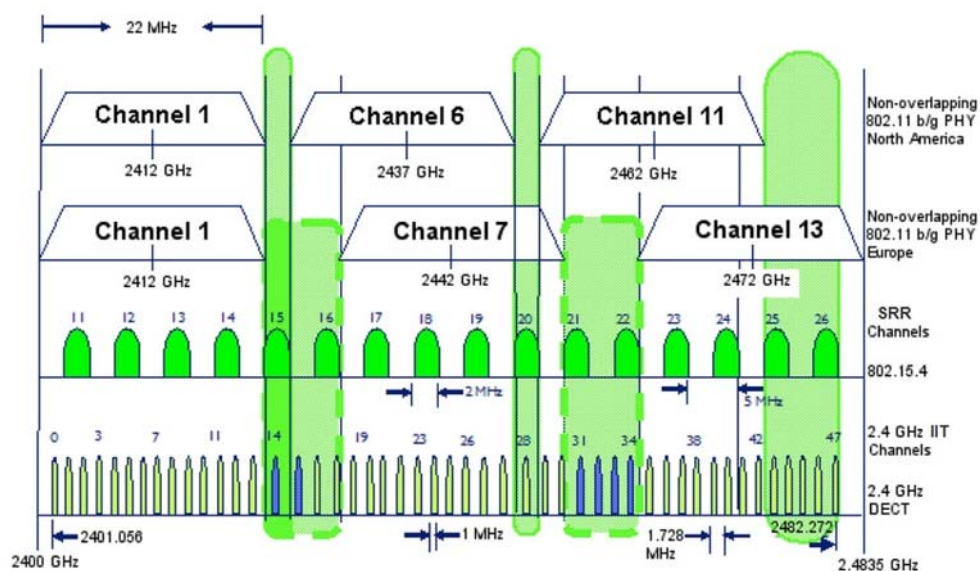 22 MHz
Channel 1
Channel 6
Channel 11
Non-overlapping
802.11 b/g PHY
North America
2412 GHz
2437 GHz
2462 GHz
Channel 1
Channel 7
Channel 13
Non-overlapping
802.11 b/g PHY
Europe
2412 GHz
2442 GHz
2472 GHz
11 12 13 14 15 16 17 18 19 20 21 22 23 24 25 26
SRR
Channels
802.15.4
2 MHz
5 MHz
0 3 7 11 14 19 23 26 28 31 34 38 42 47
2.4 GHz IIT
Channels
2.4 GHz
DECT
2401.056
1 MHz
1.728
MHz
2482.272
2400 GHz
2.4835 GHz